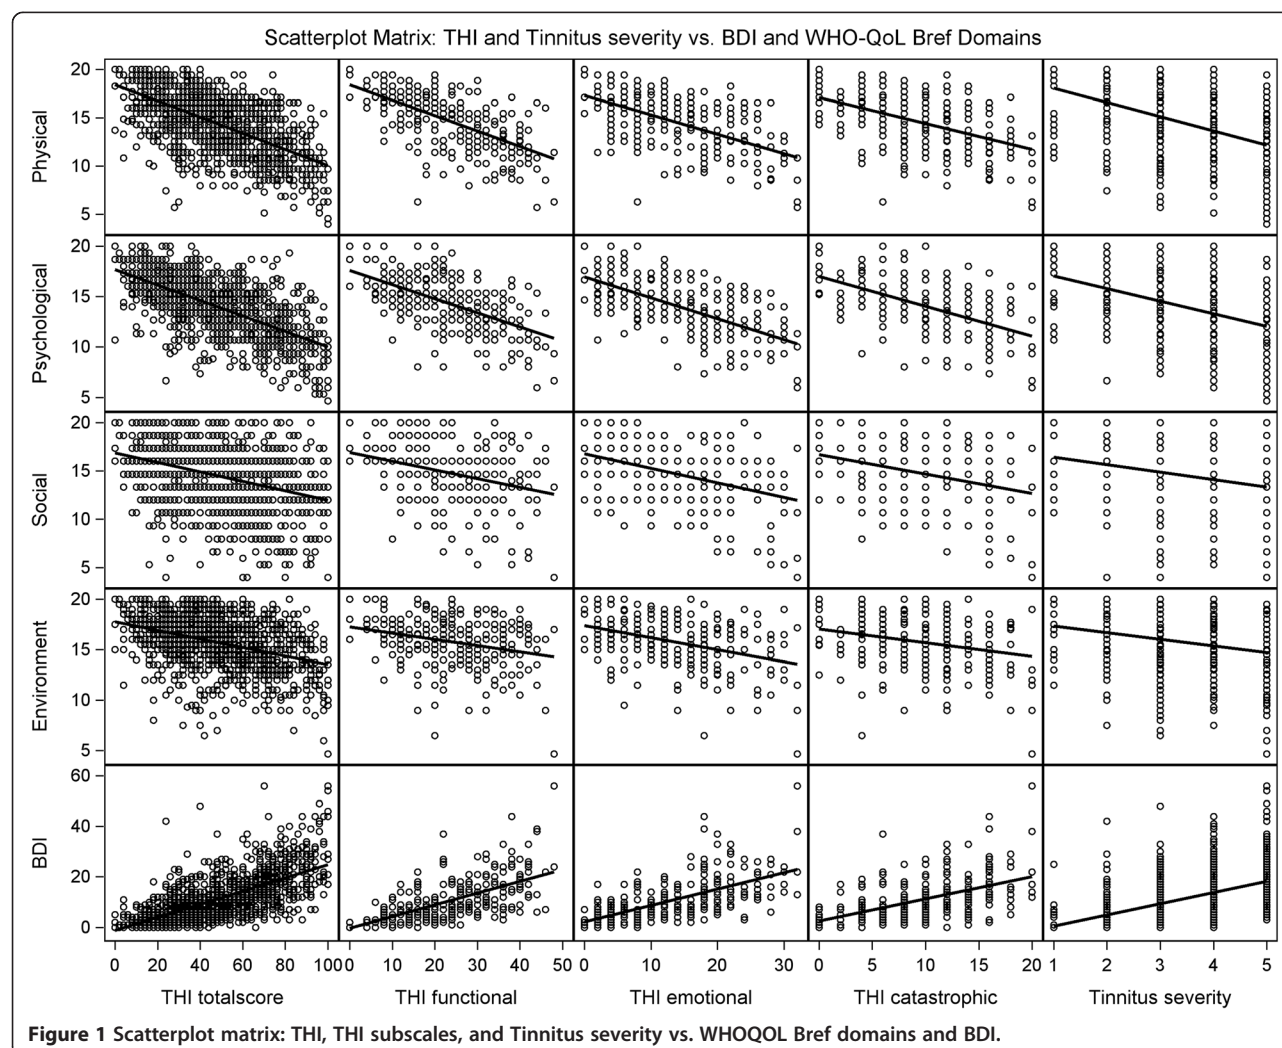 Scatterplot Matrix: THI and Tinnitus severity vs. BDI and WHO-QoL Bref Domains
Physical
20
15
10
5
Psychological
20
15
10
5
Social
20
15
10
5
Environment
20
15
10
5
BDI
60
40
20
0
0 20 40 60 80 100 0 10 20 30 40 50 0 10 20 30 0 5 10 15 20 1 2 3 4 5
THI totalscore THI functional THI emotional THI catastrophic Tinnitus severity
Figure 1 Scatterplot matrix: THI, THI subscales, and Tinnitus severity vs. WHOQOL Bref domains and BDI.